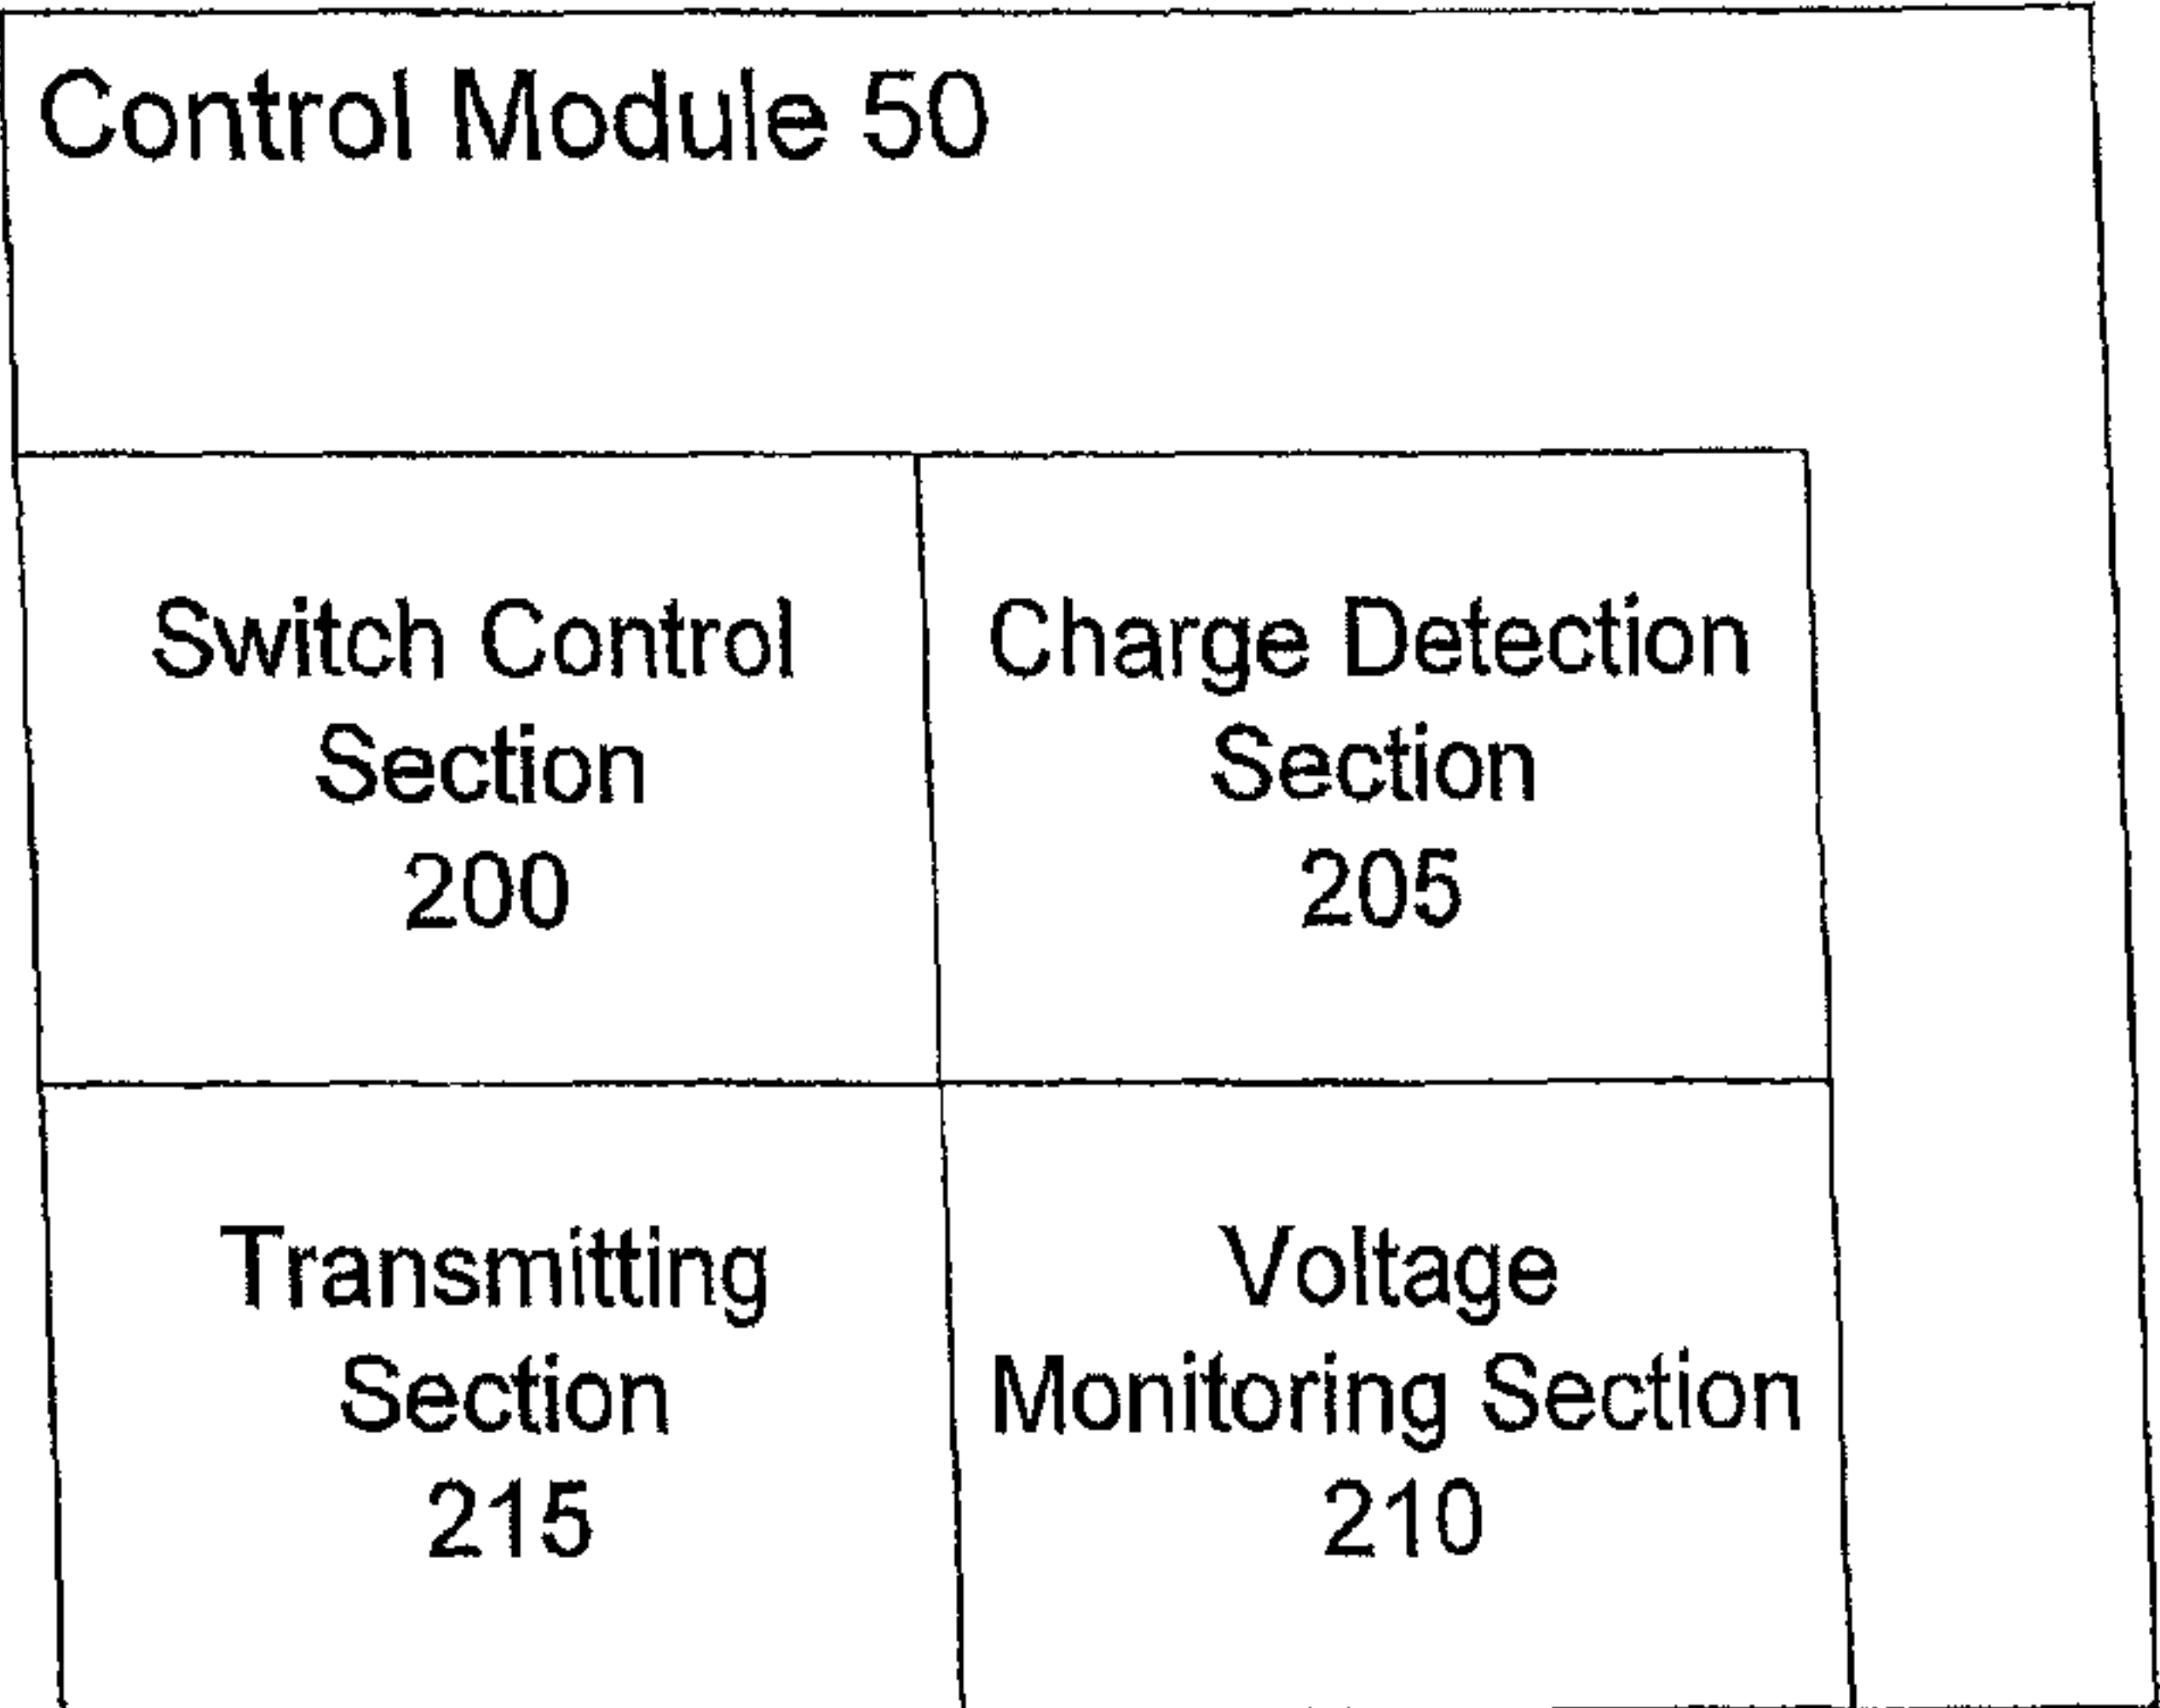 Control Module 50
Switch Control
Section
200
Charge Detection
Section
205
Transmitting
Section
215
Voltage
Monitoring Section
210